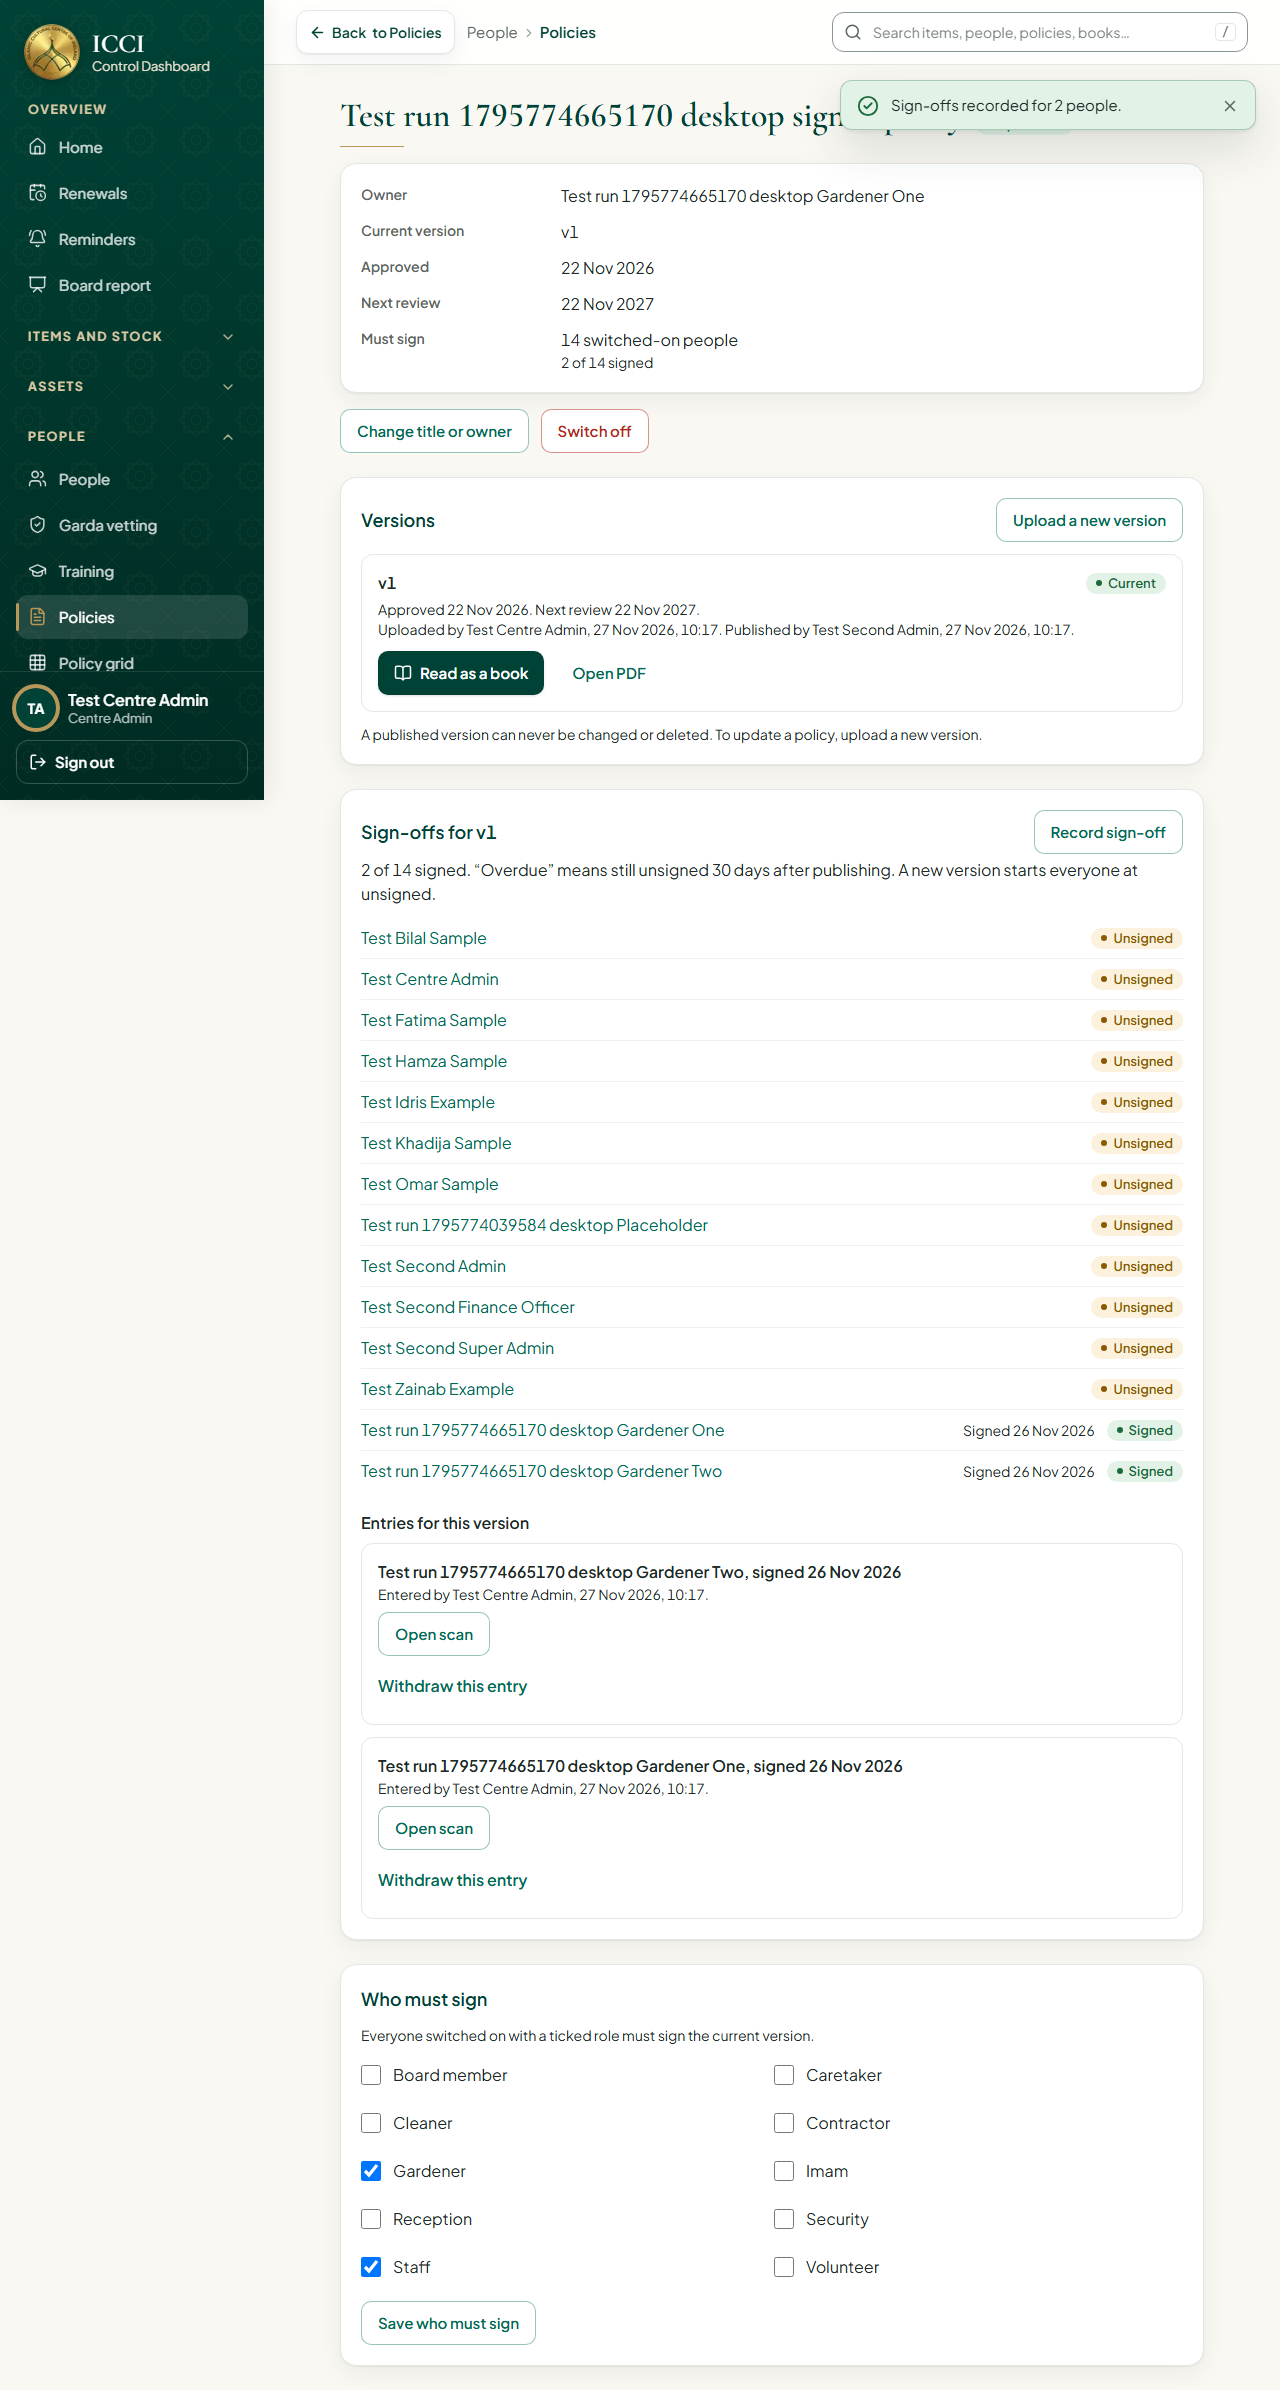 ICCI
Control Dashboard
OVERVIEW
Home
Renewals
Reminders
Board report
ITEMS AND STOCK
ASSETS
PEOPLE
People
Garda vetting
Training
Policies
Policy grid
TA
Test Centre Admin
Centre Admin
Sign out
Back to Policies
People › Policies
Search items, people, policies, books…
/
Sign-offs recorded for 2 people.
Test run 1795774665170 desktop sign
Owner
Test run 1795774665170 desktop Gardener One
Current version
v1
Approved
22 Nov 2026
Next review
22 Nov 2027
Must sign
14 switched-on people
2 of 14 signed
Change title or owner
Switch off
Versions
Upload a new version
v1
Current
Approved 22 Nov 2026. Next review 22 Nov 2027.
Uploaded by Test Centre Admin, 27 Nov 2026, 10:17. Published by Test Second Admin, 27 Nov 2026, 10:17.
Read as a book
Open PDF
A published version can never be changed or deleted. To update a policy, upload a new version.
Sign-offs for v1
Record sign-off
2 of 14 signed. “Overdue” means still unsigned 30 days after publishing. A new version starts everyone at
unsigned.
Test Bilal Sample
Unsigned
Test Centre Admin
Unsigned
Test Fatima Sample
Unsigned
Test Hamza Sample
Unsigned
Test Idris Example
Unsigned
Test Khadija Sample
Unsigned
Test Omar Sample
Unsigned
Test run 1795774039584 desktop Placeholder
Unsigned
Test Second Admin
Unsigned
Test Second Finance Officer
Unsigned
Test Second Super Admin
Unsigned
Test Zainab Example
Unsigned
Test run 1795774665170 desktop Gardener One
Signed 26 Nov 2026
Signed
Test run 1795774665170 desktop Gardener Two
Signed 26 Nov 2026
Signed
Entries for this version
Test run 1795774665170 desktop Gardener Two, signed 26 Nov 2026
Entered by Test Centre Admin, 27 Nov 2026, 10:17.
Open scan
Withdraw this entry
Test run 1795774665170 desktop Gardener One, signed 26 Nov 2026
Entered by Test Centre Admin, 27 Nov 2026, 10:17.
Open scan
Withdraw this entry
Who must sign
Everyone switched on with a ticked role must sign the current version.
Board member
Caretaker
Cleaner
Contractor
Gardener
Imam
Reception
Security
Staff
Volunteer
Save who must sign